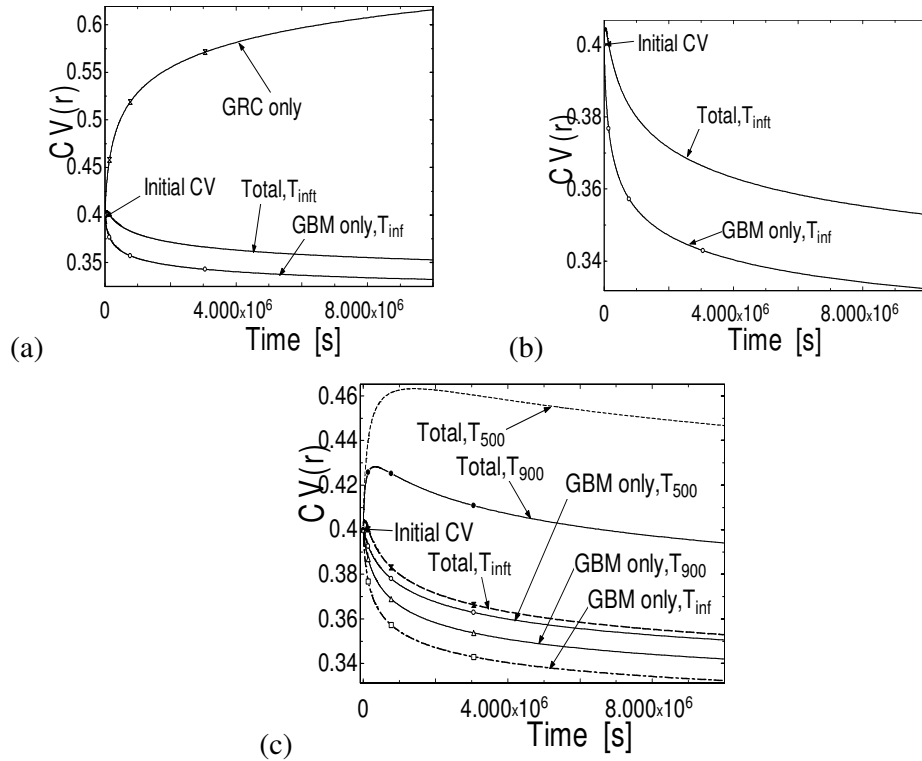 0.6
0.55
0.5
0.45
0.4
0.35
CV(r)
GRC only
Initial CV
Total,T_inft
GBM only,T_inf
0 4.000x10^6 8.000x10^6
Time [s]
(a)
0.4
0.38
0.36
0.34
CV(r)
Initial CV
Total,T_inft
GBM only,T_inf
0 4.000x10^6 8.000x10^6
Time [s]
(b)
0.46
0.44
0.42
0.4
0.38
0.36
0.34
CV(r)
Total,T_500
Total,T_900
GBM only,T_500
Initial CV
Total,T_inft
GBM only,T_900
GBM only,T_inf
0 4.000x10^6 8.000x10^6
Time [s]
(c)